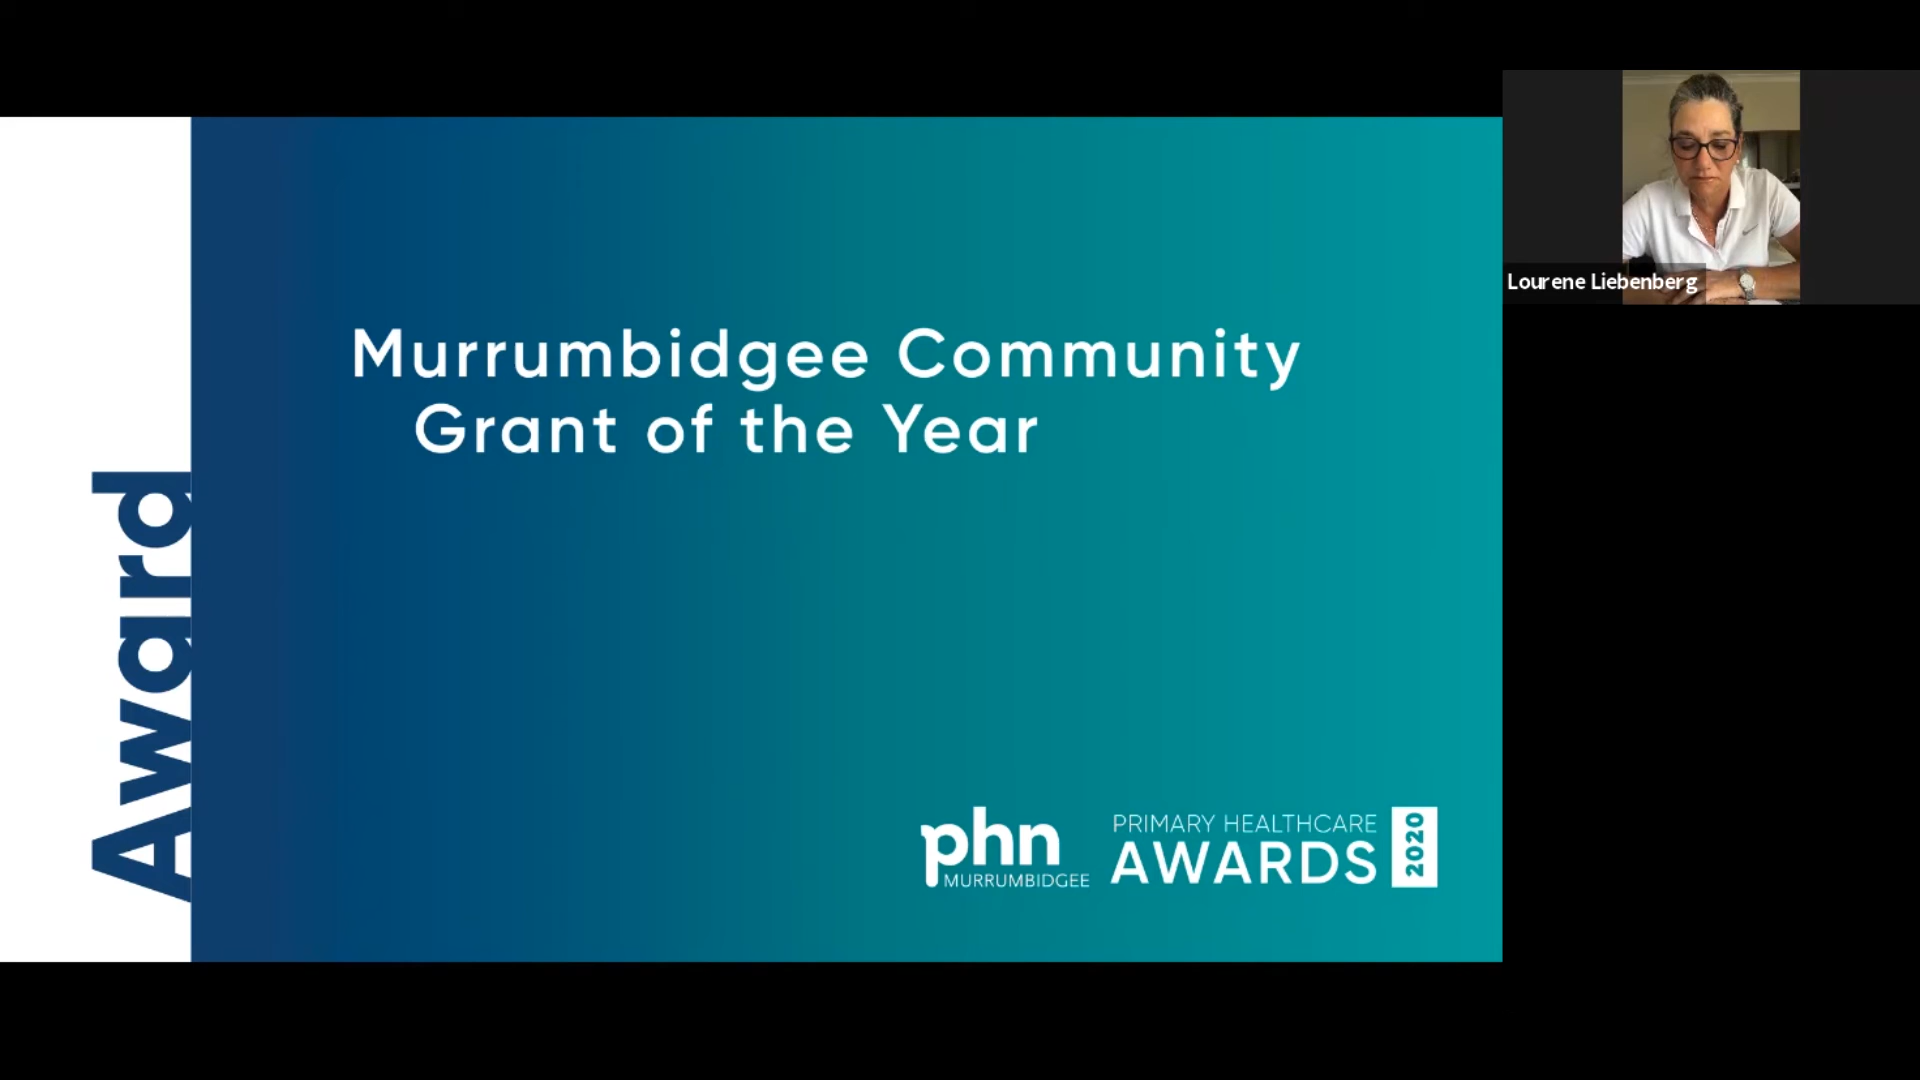 Award
Murrumbidgee Community
Grant of the Year
phn
MURRUMBIDGEE
PRIMARY HEALTHCARE
AWARDS
2020
Lourene Liebenberg